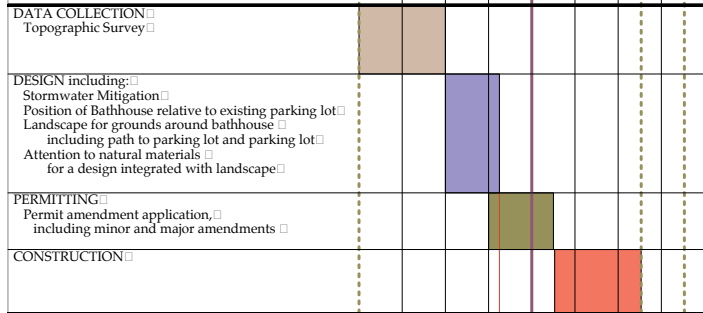 DATA COLLECTION
Topographic Survey
DESIGN including:
Stormwater Mitigation
Position of Bathhouse relative to existing parking lot
Landscape for grounds around bathhouse
including path to parking lot and parking lot
Attention to natural materials
for a design integrated with landscape
PERMITTING
Permit amendment application,
including minor and major amendments
CONSTRUCTION